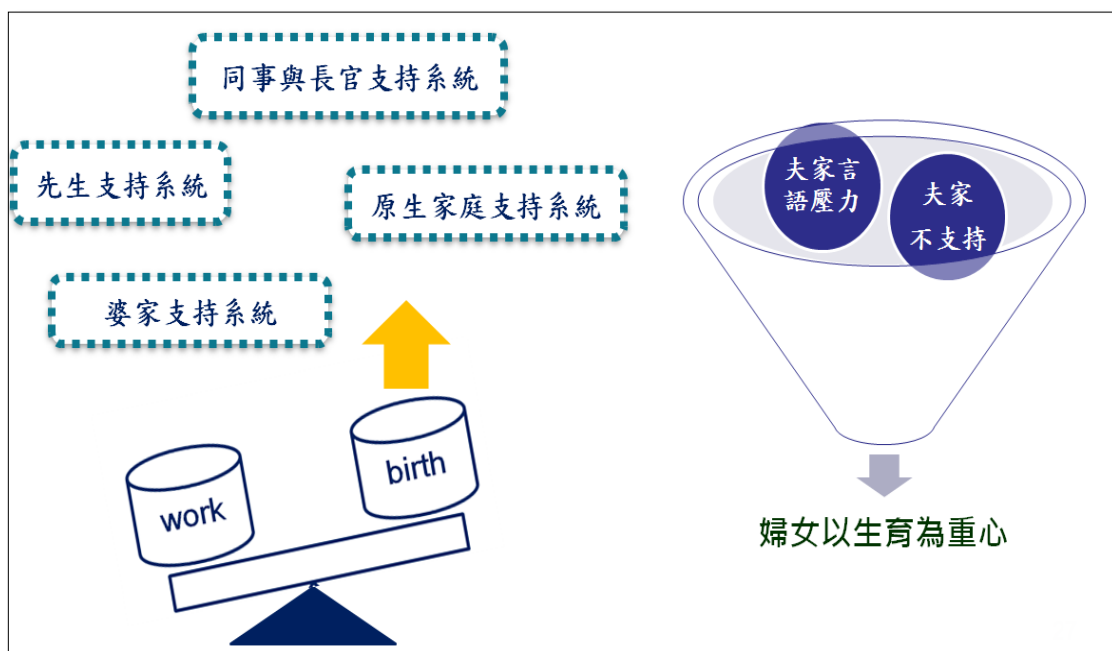 同事與長官支持系統
先生支持系統
原生家庭支持系統
婆家支持系統
birth
work
夫家言
語壓力
夫家
不支持
婦女以生育為重心